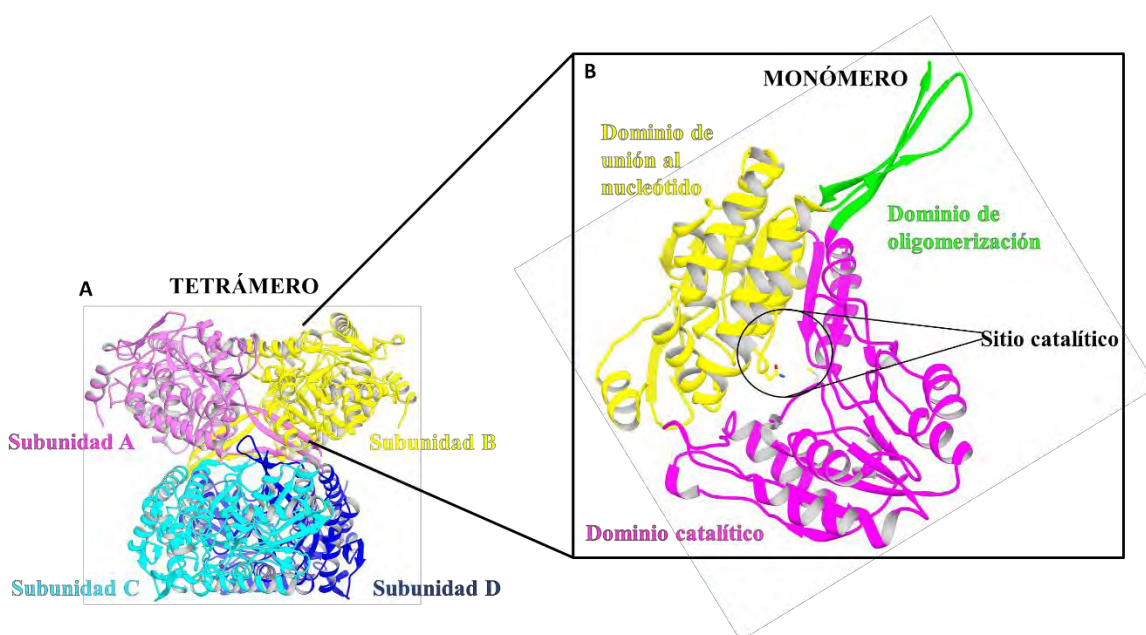 A
TETRÁMERO
Subunidad A
Subunidad B
Subunidad C
Subunidad D
B
MONÓMERO
Dominio de
unión al
nucleótido
Dominio de
oligomerización
Sitio catalítico
Dominio catalítico